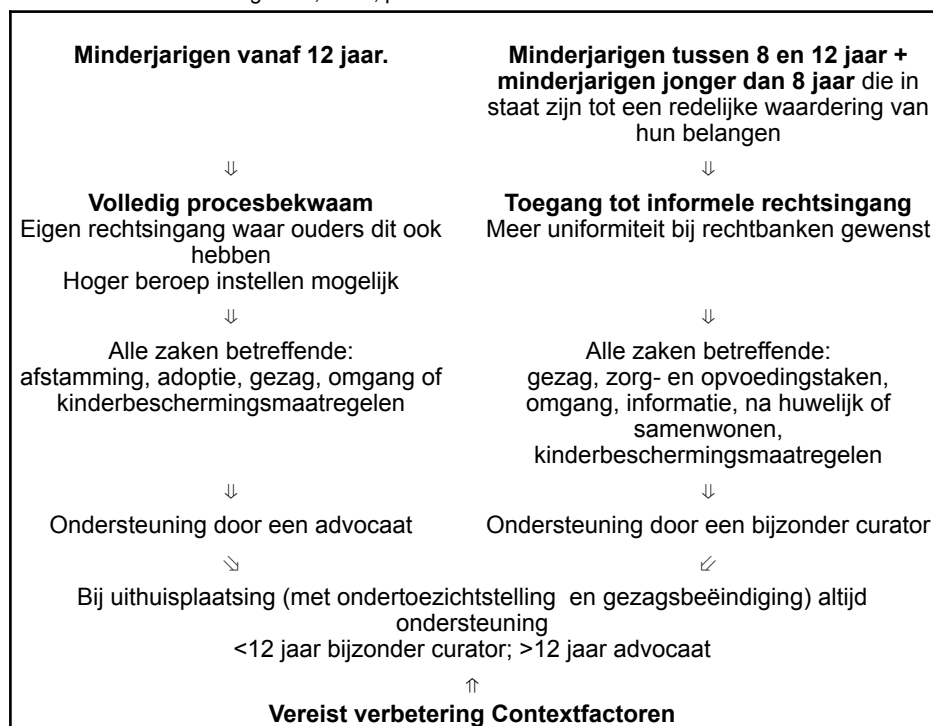 Minderjarigen vanaf 12 jaar.
⇓
Volledig procesbekwaam
Eigen rechtsingang waar ouders dit ook
hebben
Hoger beroep instellen mogelijk
⇓
Alle zaken betreffende:
afstamming, adoptie, gezag, omgang of
kinderbeschermingsmaatregelen
⇓
Ondersteuning door een advocaat
⇘
Minderjarigen tussen 8 en 12 jaar +
minderjarigen jonger dan 8 jaar die in
staat zijn tot een redelijke waardering van
hun belangen
⇓
Toegang tot informele rechtsingang
Meer uniformiteit bij rechtbanken gewenst
⇓
Alle zaken betreffende:
gezag, zorg- en opvoedingstaken,
omgang, informatie, na huwelijk of
samenwonen,
kinderbeschermingsmaatregelen
⇓
Ondersteuning door een bijzonder curator
⇙
Bij uithuisplaatsing (met ondertoezichtstelling en gezagsbeëindiging) altijd
ondersteuning
<12 jaar bijzonder curator; >12 jaar advocaat
⇑
Vereist verbetering Contextfactoren